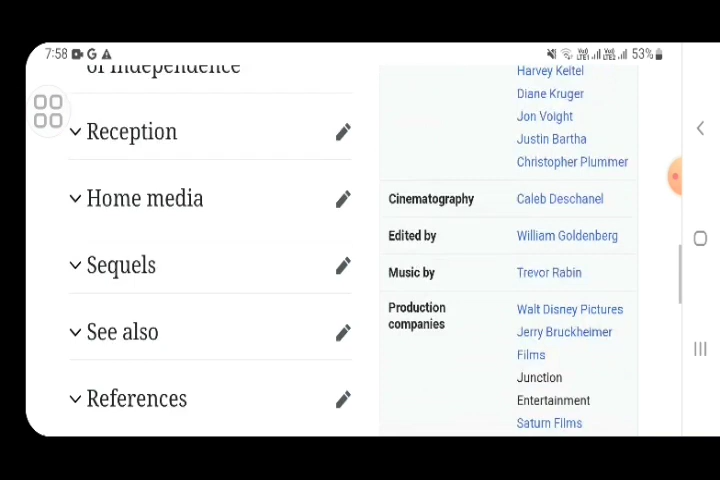 7:58
53%
of Independence
Reception
Home media
Sequels
See also
References
Harvey Keitel
Diane Kruger
Jon Voight
Justin Bartha
Christopher Plummer
Cinematography Caleb Deschanel
Edited by William Goldenberg
Music by Trevor Rabin
Production companies
Walt Disney Pictures
Jerry Bruckheimer
Films
Junction
Entertainment
Saturn Films